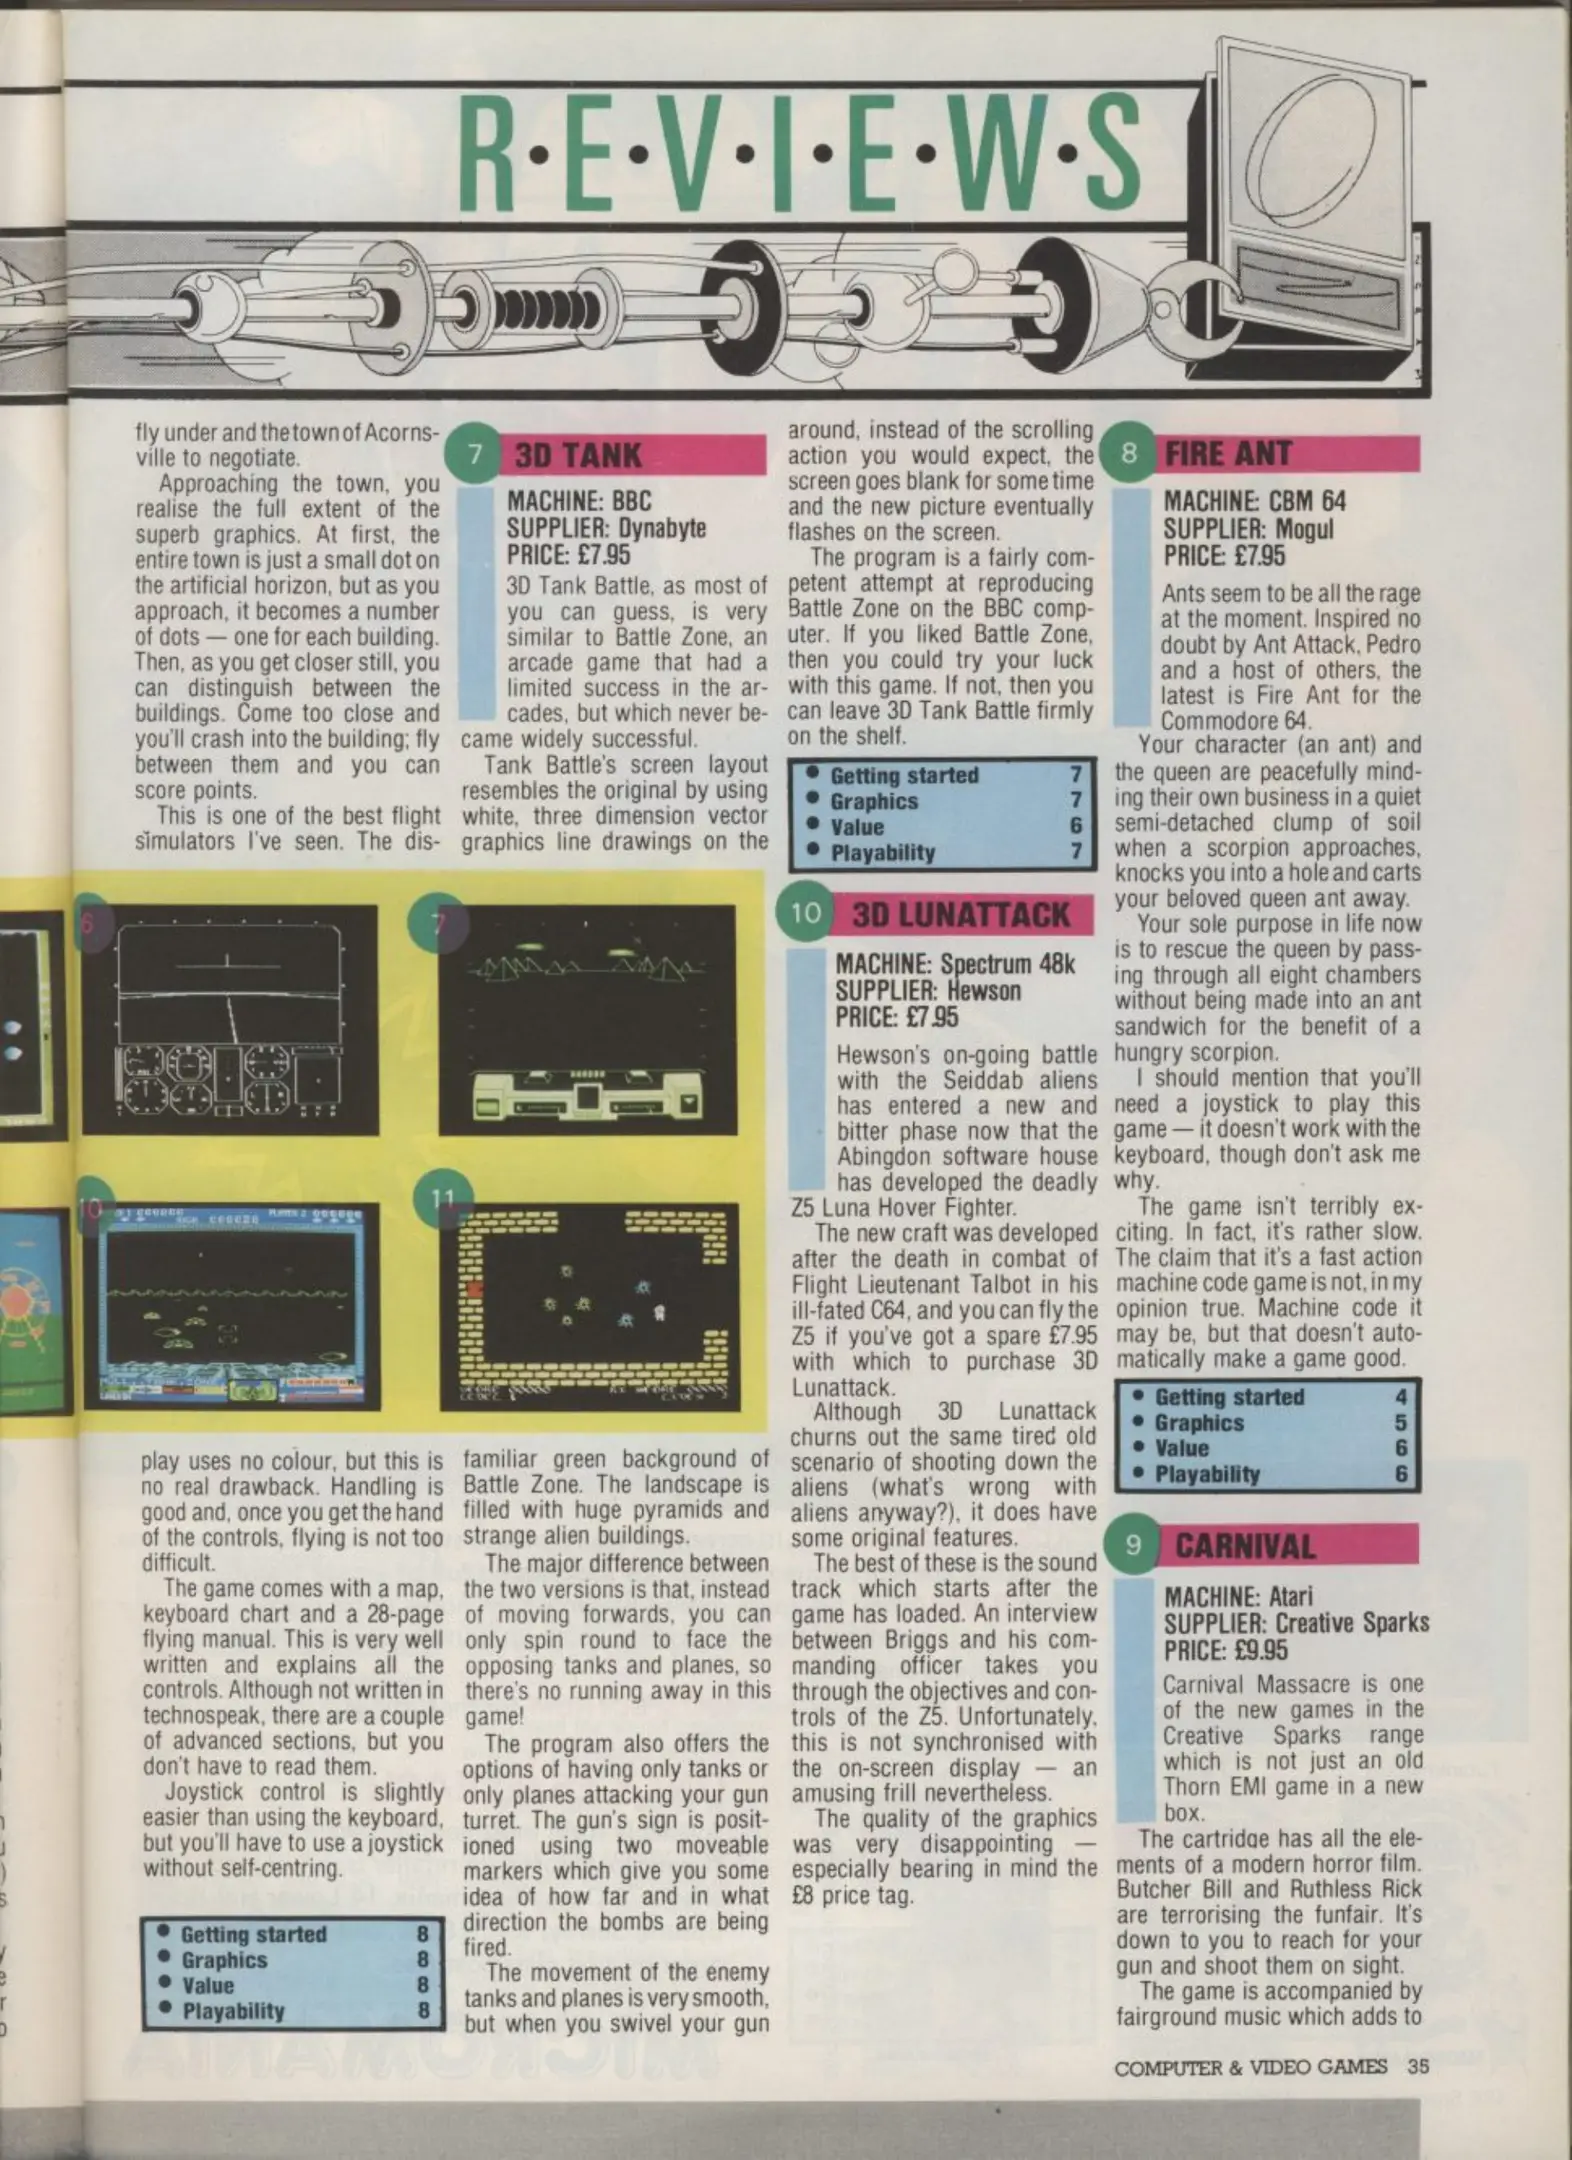 R·E·V·I·E·W·S
fly under and the town of Acorns-
ville to negotiate.
Approaching the town, you
realise the full extent of the
superb graphics. At first, the
entire town is just a small dot on
the artificial horizon, but as you
approach, it becomes a number
of dots — one for each building.
Then, as you get closer still, you
can distinguish between the
buildings. Come too close and
you'll crash into the building; fly
between them and you can
score points.
This is one of the best flight
simulators I've seen. The dis-
6
7
10
11
play uses no colour, but this is
no real drawback. Handling is
good and, once you get the hand
of the controls, flying is not too
difficult.
The game comes with a map,
keyboard chart and a 28-page
flying manual. This is very well
written and explains all the
controls. Although not written in
technospeak, there are a couple
of advanced sections, but you
don't have to read them.
Joystick control is slightly
easier than using the keyboard,
but you'll have to use a joystick
without self-centring.
• Getting started 8
• Graphics 8
• Value 8
• Playability 8
7 3D TANK
MACHINE: BBC
SUPPLIER: Dynabyte
PRICE: £7.95
3D Tank Battle, as most of
you can guess, is very
similar to Battle Zone, an
arcade game that had a
limited success in the ar-
cades, but which never be-
came widely successful.
Tank Battle's screen layout
resembles the original by using
white, three dimension vector
graphics line drawings on the
familiar green background of
Battle Zone. The landscape is
filled with huge pyramids and
strange alien buildings.
The major difference between
the two versions is that, instead
of moving forwards, you can
only spin round to face the
opposing tanks and planes, so
there's no running away in this
game!
The program also offers the
options of having only tanks or
only planes attacking your gun
turret. The gun's sign is posit-
ioned using two moveable
markers which give you some
idea of how far and in what
direction the bombs are being
fired.
The movement of the enemy
tanks and planes is very smooth,
but when you swivel your gun
around, instead of the scrolling
action you would expect, the
screen goes blank for some time
and the new picture eventually
flashes on the screen.
The program is a fairly com-
petent attempt at reproducing
Battle Zone on the BBC comp-
uter. If you liked Battle Zone,
then you could try your luck
with this game. If not, then you
can leave 3D Tank Battle firmly
on the shelf.
• Getting started 7
• Graphics 7
• Value 6
• Playability 7
10 3D LUNATTACK
MACHINE: Spectrum 48k
SUPPLIER: Hewson
PRICE: £7.95
Hewson's on-going battle
with the Seiddab aliens
has entered a new and
bitter phase now that the
Abingdon software house
has developed the deadly
Z5 Luna Hover Fighter.
The new craft was developed
after the death in combat of
Flight Lieutenant Talbot in his
ill-fated C64, and you can fly the
Z5 if you've got a spare £7.95
with which to purchase 3D
Lunattack.
Although 3D Lunattack
churns out the same tired old
scenario of shooting down the
aliens (what's wrong with
aliens anyway?), it does have
some original features.
The best of these is the sound
track which starts after the
game has loaded. An interview
between Briggs and his com-
manding officer takes you
through the objectives and con-
trols of the Z5. Unfortunately,
this is not synchronised with
the on-screen display — an
amusing frill nevertheless.
The quality of the graphics
was very disappointing —
especially bearing in mind the
£8 price tag.
8 FIRE ANT
MACHINE: CBM 64
SUPPLIER: Mogul
PRICE: £7.95
Ants seem to be all the rage
at the moment. Inspired no
doubt by Ant Attack, Pedro
and a host of others, the
latest is Fire Ant for the
Commodore 64.
Your character (an ant) and
the queen are peacefully mind-
ing their own business in a quiet
semi-detached clump of soil
when a scorpion approaches,
knocks you into a hole and carts
your beloved queen ant away.
Your sole purpose in life now
is to rescue the queen by pass-
ing through all eight chambers
without being made into an ant
sandwich for the benefit of a
hungry scorpion.
I should mention that you'll
need a joystick to play this
game — it doesn't work with the
keyboard, though don't ask me
why.
The game isn't terribly ex-
citing. In fact, it's rather slow.
The claim that it's a fast action
machine code game is not, in my
opinion true. Machine code it
may be, but that doesn't auto-
matically make a game good.
• Getting started 4
• Graphics 5
• Value 6
• Playability 6
9 CARNIVAL
MACHINE: Atari
SUPPLIER: Creative Sparks
PRICE: £9.95
Carnival Massacre is one
of the new games in the
Creative Sparks range
which is not just an old
Thorn EMI game in a new
box.
The cartridge has all the ele-
ments of a modern horror film.
Butcher Bill and Ruthless Rick
are terrorising the funfair. It's
down to you to reach for your
gun and shoot them on sight.
The game is accompanied by
fairground music which adds to
COMPUTER & VIDEO GAMES 35